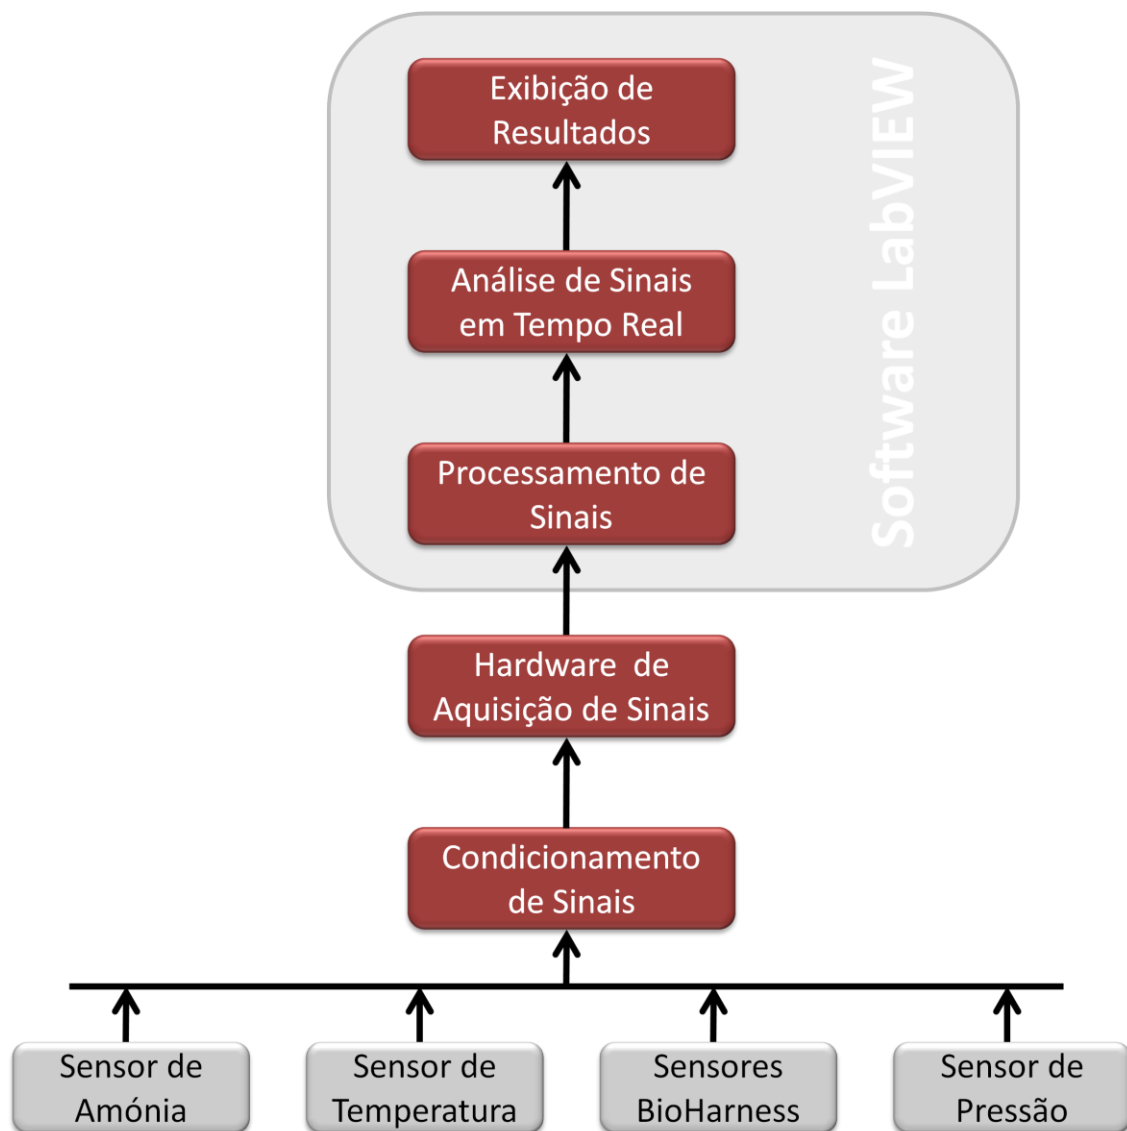 Exibição de
Resultados
Software LabVIEW
Análise de Sinais
em Tempo Real
Processamento de
Sinais
Hardware de
Aquisição de Sinais
Condicionamento
de Sinais
Sensor de
Amónia
Sensor de
Temperatura
Sensores
BioHarness
Sensor de
Pressão